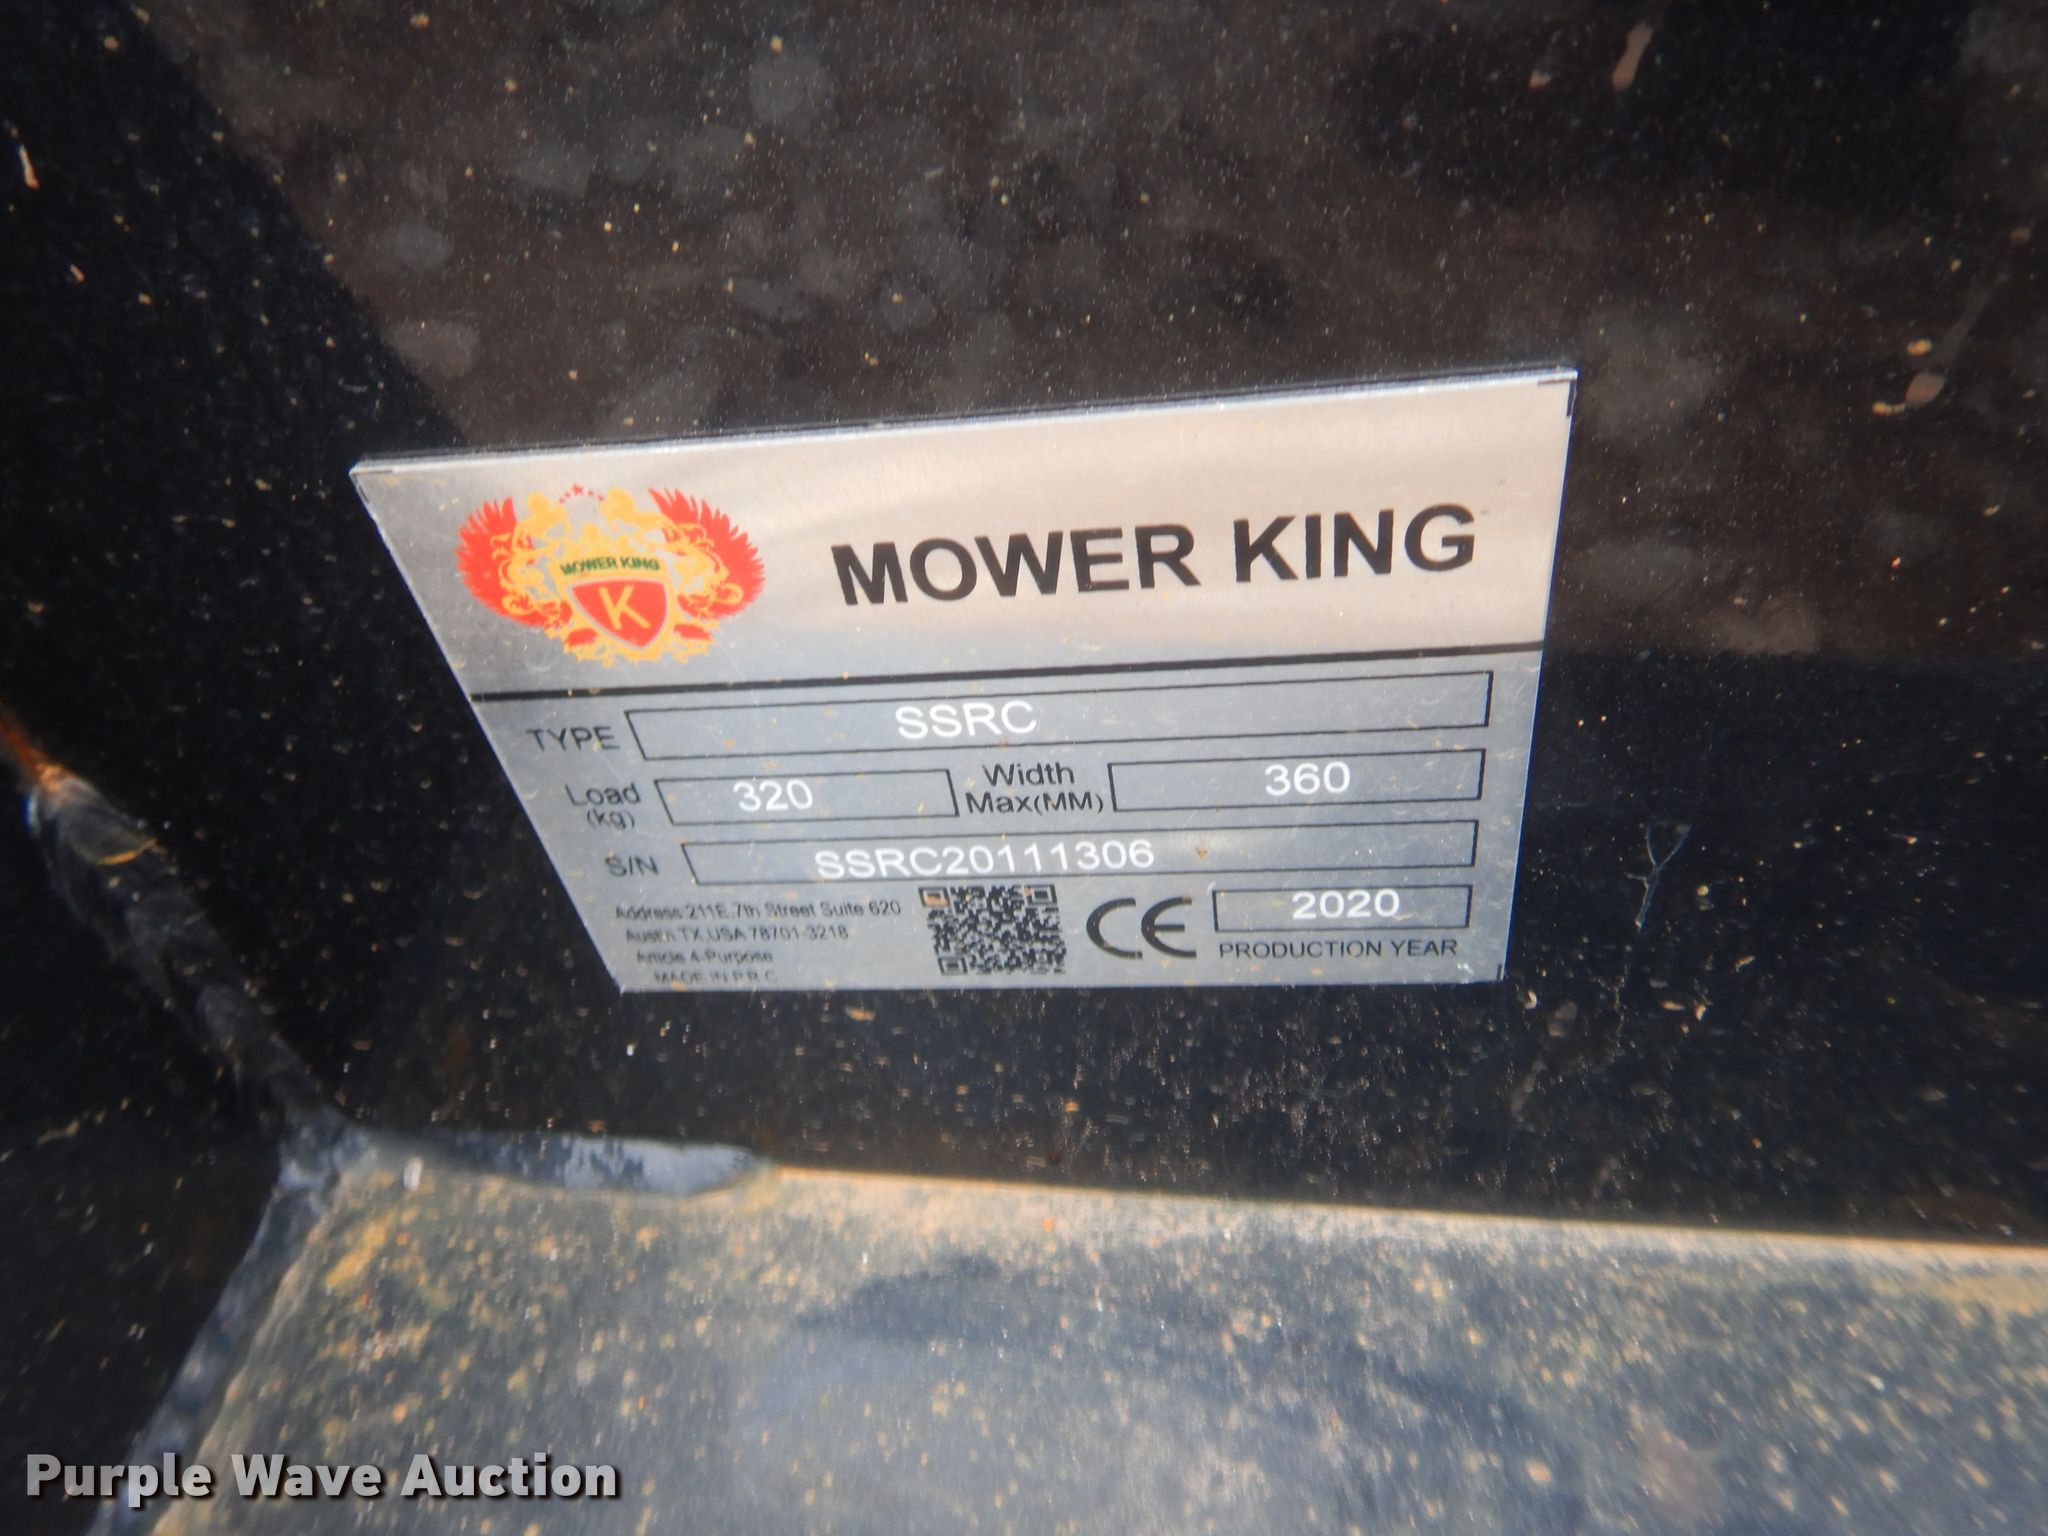 MOWER KING
K
MOWER KING
TYPE SSRC
Load (kg) 320 Width Max(MM) 360
S/N SSRC20111306
Address:211E.7th Street Suite 620
Austin TX,USA 78701-3218
Article 4-Purpose
MADE IN P.R.C
CE 2020
PRODUCTION YEAR
Purple Wave Auction